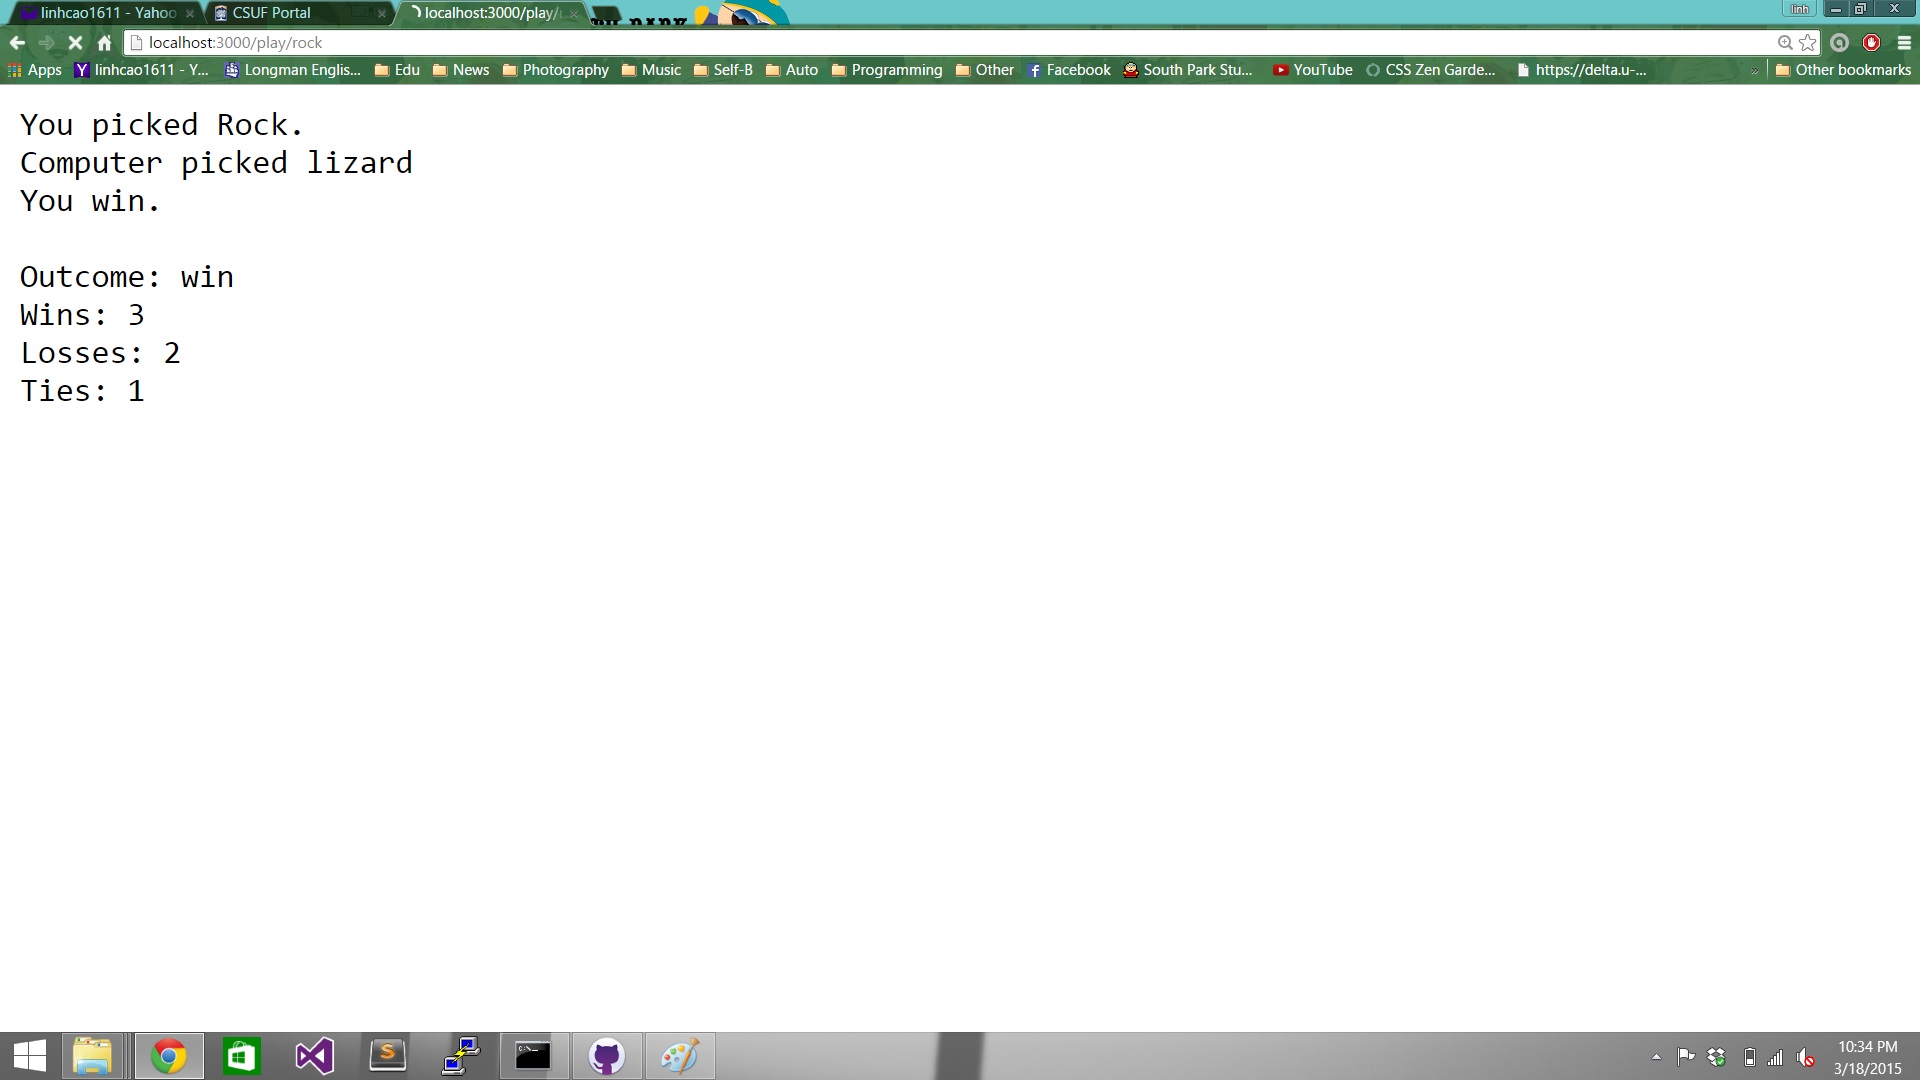 linhcao1611 - Yahoo
CSUF Portal
localhost:3000/play/
linh
localhost:3000/play/rock
Apps
linhcao1611 - Y...
Longman Englis...
Edu
News
Photography
Music
Self-B
Auto
Programming
Other
Facebook
South Park Stu...
YouTube
CSS Zen Garde...
https://delta.u-...
»
Other bookmarks
You picked Rock.
Computer picked lizard
You win.
Outcome: win
Wins: 3
Losses: 2
Ties: 1
10:34 PM
3/18/2015